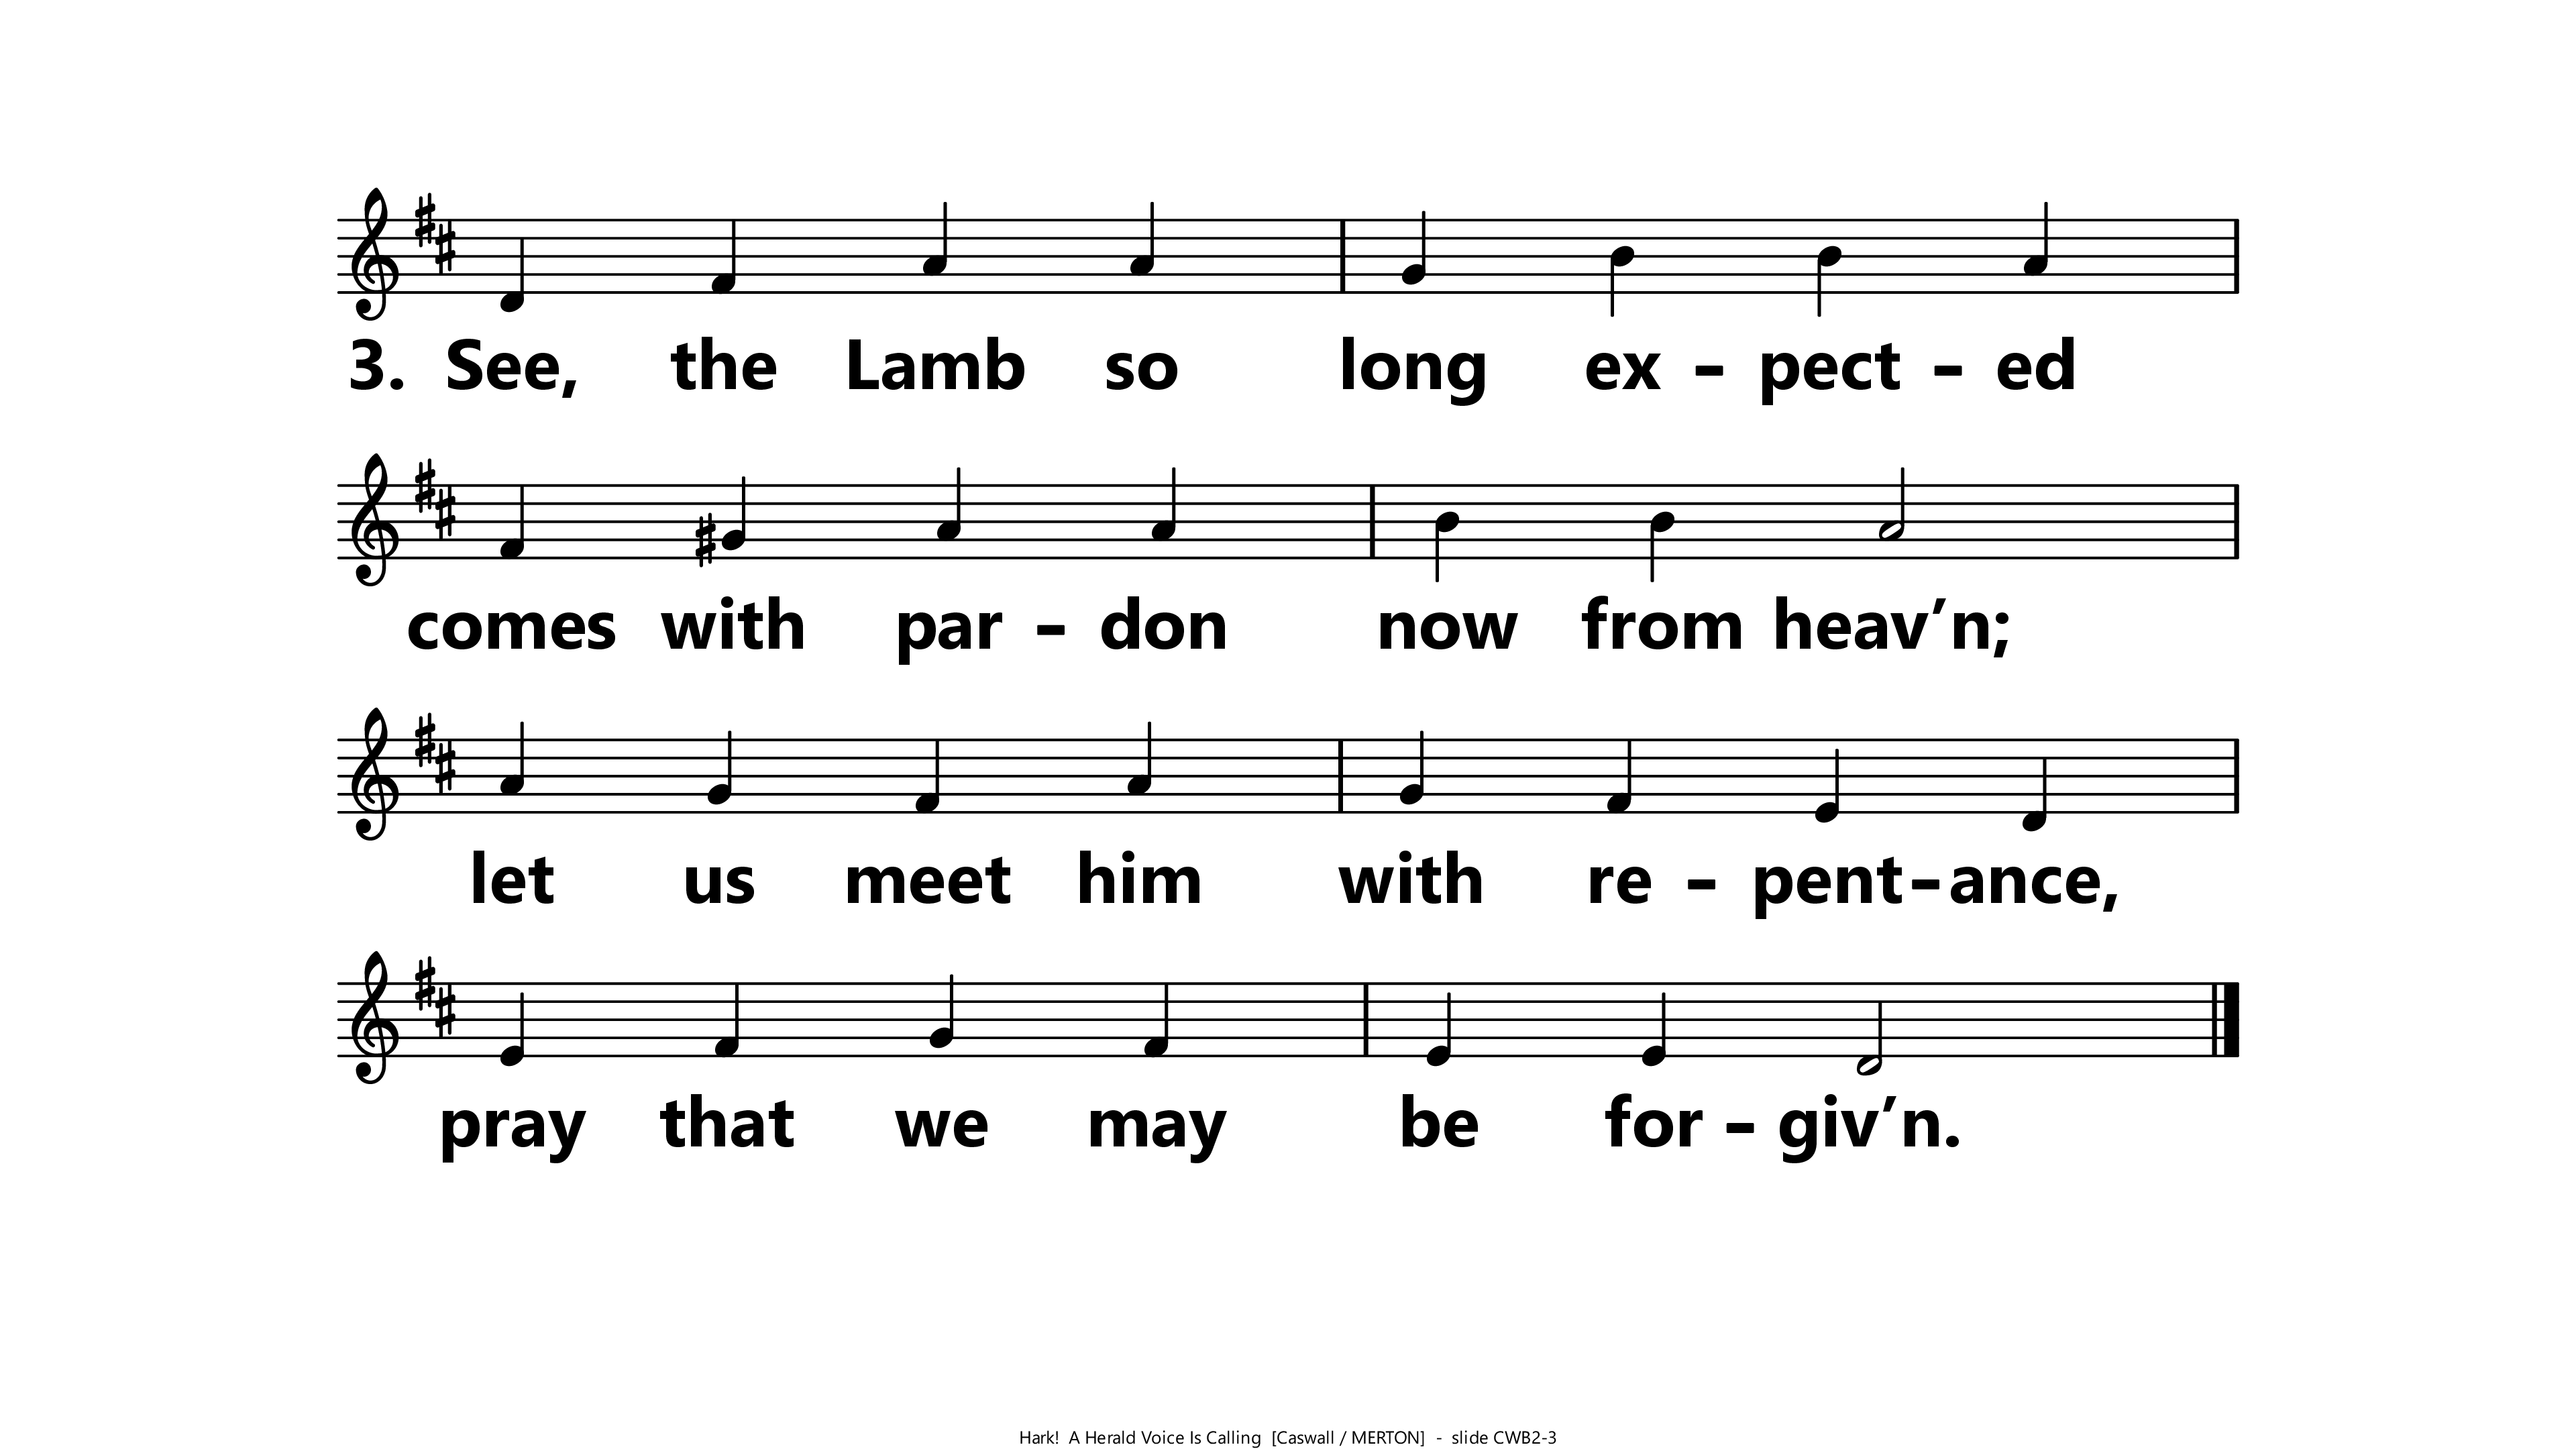 3. See, the Lamb so long ex - pect - ed
comes with par - don now from heav’n;
let us meet him with re - pent - ance,
pray that we may be for - giv’n.
Hark! A Herald Voice Is Calling [Caswall / MERTON] - slide CWB2-3